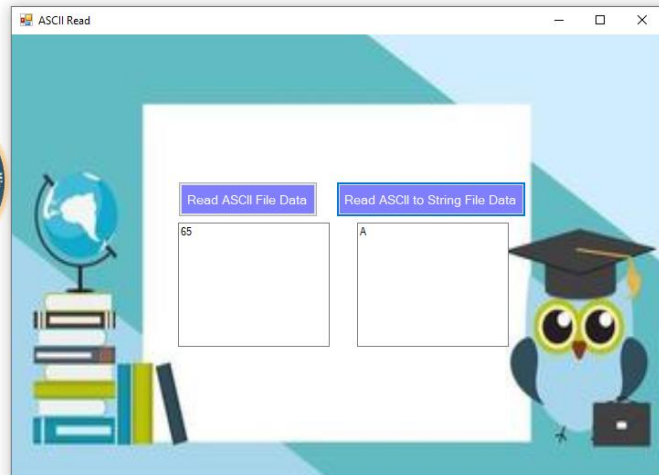 ASCII Read
Read ASCII File Data
Read ASCII to String File Data
65
A